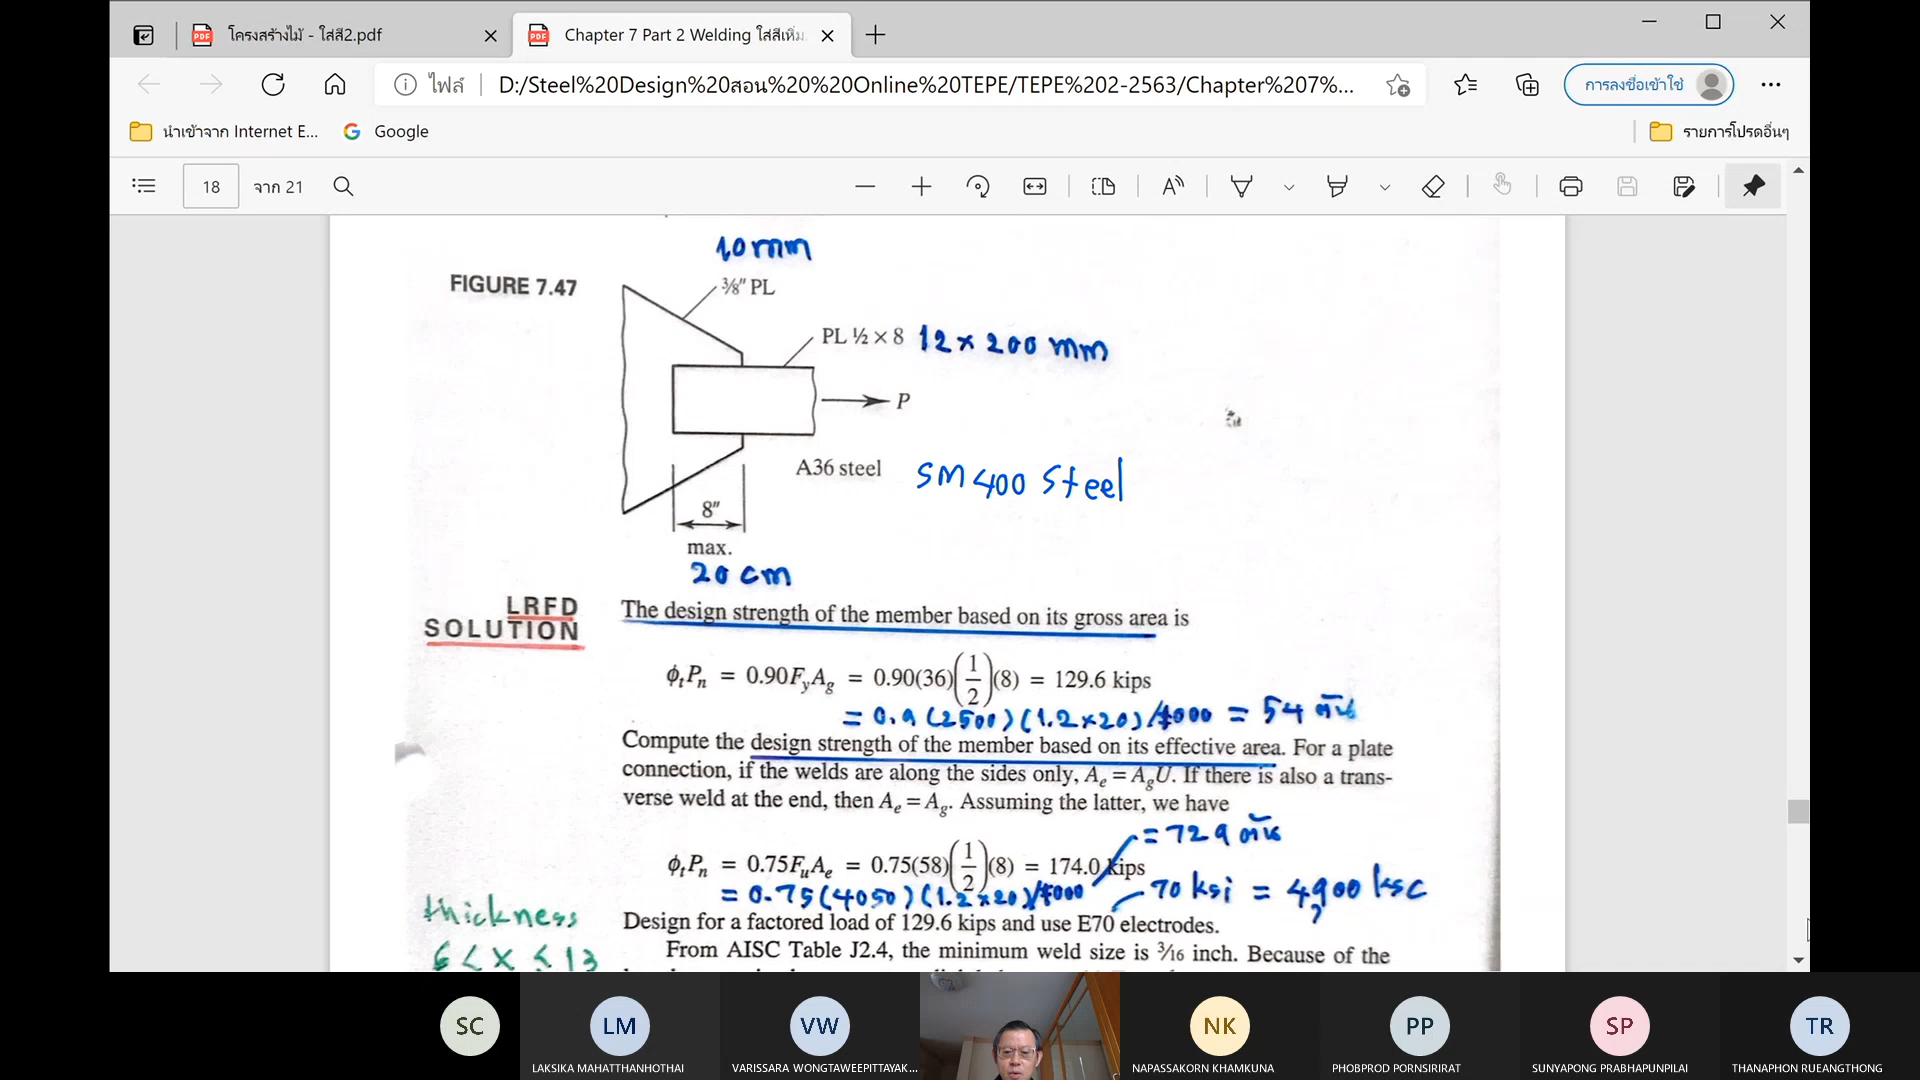 โครงสร้างไม้ - ใส่สี2.pdf
Chapter 7 Part 2 Welding ใส่สีเพิ่ม.
ไฟล์
D:/Steel%20Design%20สอน%20%20Online%20TEPE/TEPE%202-2563/Chapter%207%...
การลงชื่อเข้าใช้
นำเข้าจาก Internet E...
Google
รายการโปรดอื่นๆ
18
จาก 21
10 mm
FIGURE 7.47
3/8" PL
PL ½ × 8
12 x 200 mm
P
A36 steel
SM 400 Steel
8"
max.
20 cm
LRFD
SOLUTION
The design strength of the member based on its gross area is
ϕtPn = 0.90FyAg = 0.90(36)(1/2)(8) = 129.6 kips
= 0.9 (2500) (1.2x20)/1000 = 54 ตัน
Compute the design strength of the member based on its effective area. For a plate
connection, if the welds are along the sides only, Ae = AgU. If there is also a trans-
verse weld at the end, then Ae = Ag. Assuming the latter, we have
= 72.9 ตัน
ϕtPn = 0.75FuAe = 0.75(58)(1/2)(8) = 174.0 kips
= 0.75 (4050) (1.2x20)/1000
70 ksi = 4,900 ksc
thickness
Design for a factored load of 129.6 kips and use E70 electrodes.
6 < x ≤ 13
From AISC Table J2.4, the minimum weld size is 3/16 inch. Because of the
SC
LM
VW
NK
PP
SP
TR
LAKSIKA MAHATTHANHOTHAI
VARISSARA WONGTAWEEPITTAYAK...
NAPASSAKORN KHAMKUNA
PHOBPROD PORNSIRIRAT
SUNYAPONG PRABHAPUNPILAI
THANAPHON RUEANGTHONG